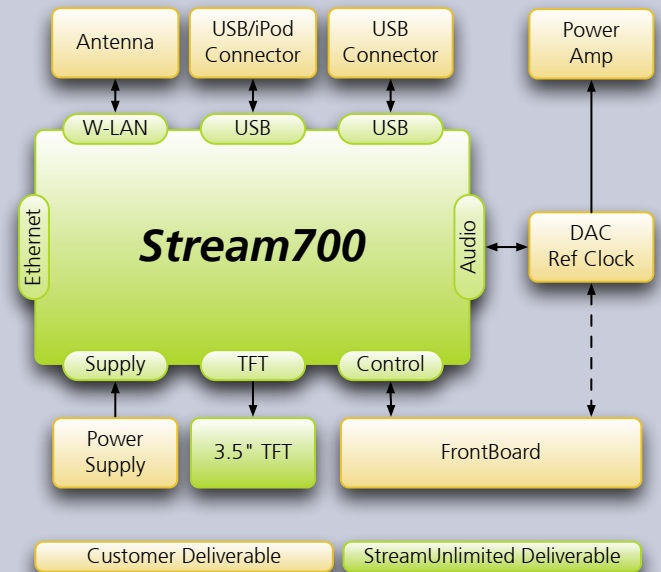 Antenna
USB/iPod
Connector
USB
Connector
Power
Amp
W-LAN
USB
USB
Ethernet
Stream700
Audio
DAC
Ref Clock
Supply
TFT
Control
Power
Supply
3.5" TFT
FrontBoard
Customer Deliverable
StreamUnlimited Deliverable